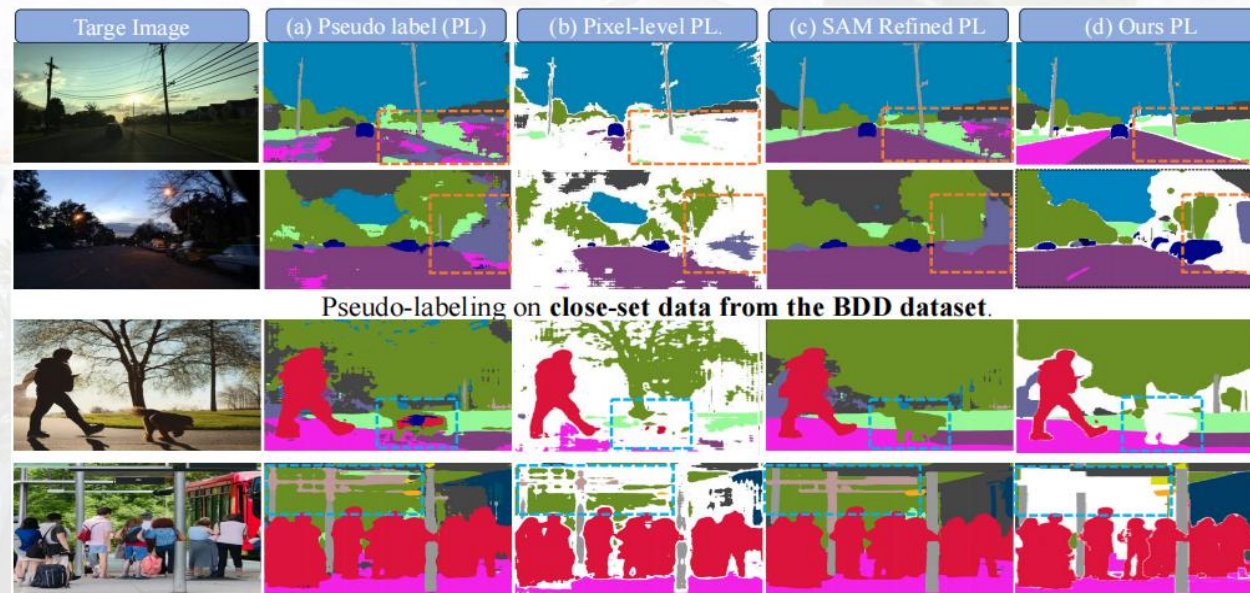 Targe Image
(a) Pseudo label (PL)
(b) Pixel-level PL.
(c) SAM Refined PL
(d) Ours PL
Pseudo-labeling on close-set data from the BDD dataset.